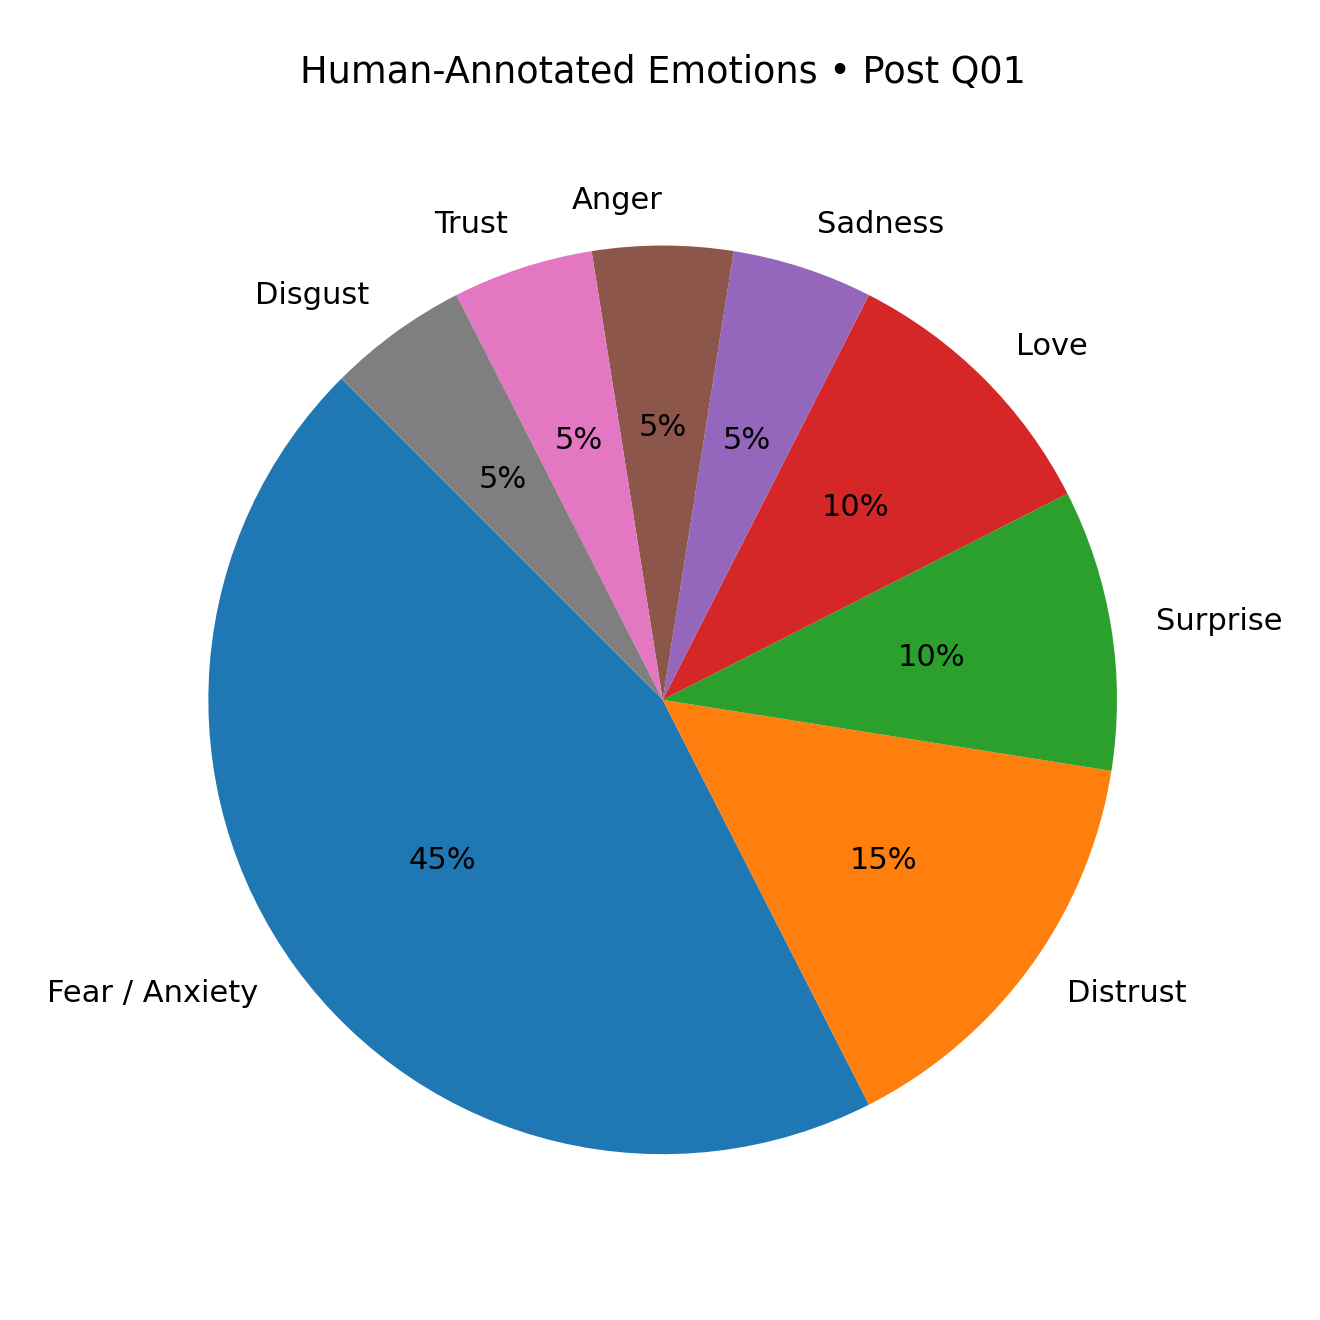 Human-Annotated Emotions • Post Q01
Anger
Trust
Sadness
Disgust
Love
5%
5%
5%
5%
10%
Surprise
10%
45%
15%
Fear / Anxiety
Distrust